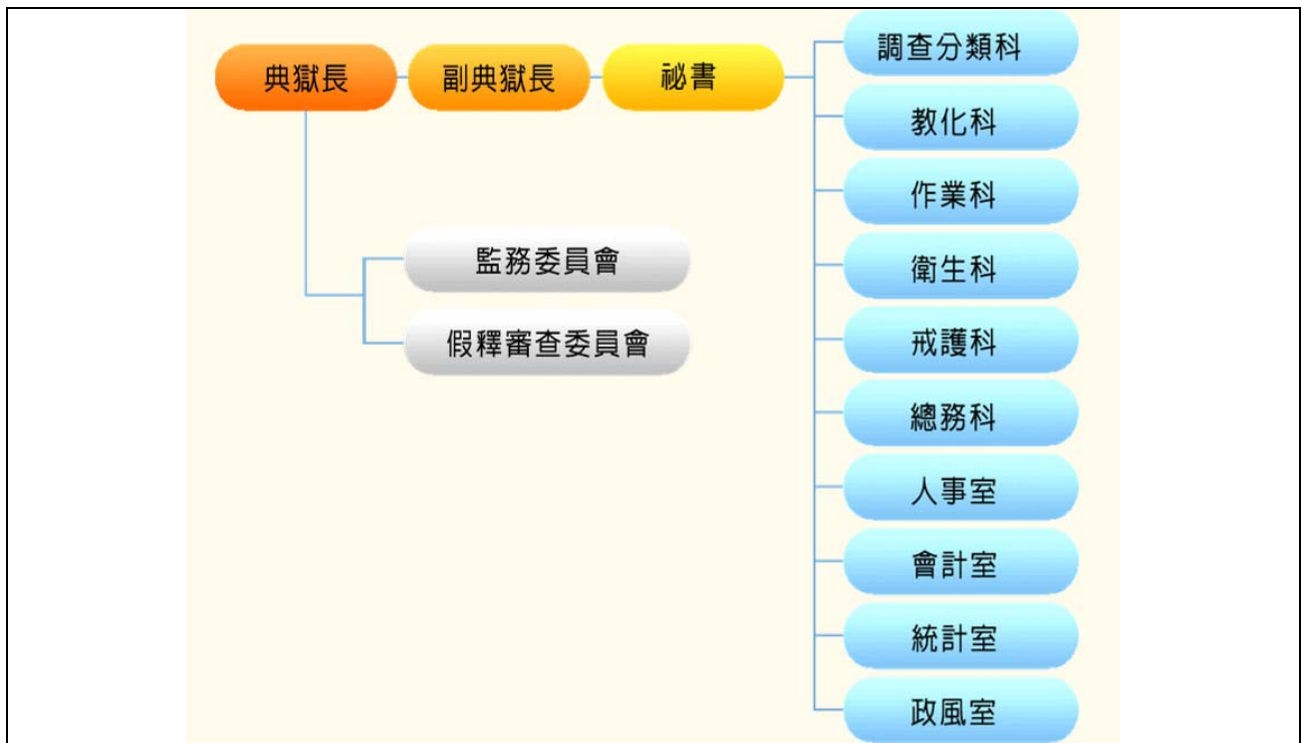 典獄長
副典獄長
祕書
調查分類科
教化科
作業科
衛生科
戒護科
總務科
人事室
會計室
統計室
政風室
監務委員會
假釋審查委員會